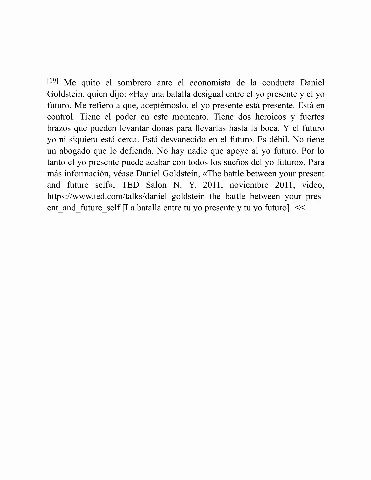 [19] Me quito el sombrero ante el economista de la conducta Daniel
Goldstein, quien dijo: «Hay una batalla desigual entre el yo presente y el yo
futuro. Me refiero a que, aceptémoslo, el yo presente está presente. Está en
control. Tiene el poder en este momento. Tiene dos heroicos y fuertes
brazos que pueden levantar donas para llevarlas hasta la boca. Y el futuro
yo ni siquiera está cerca. Está desvanecido en el futuro. Es débil. No tiene
un abogado que lo defienda. No hay nadie que apoye al yo futuro. Por lo
tanto el yo presente puede acabar con todos los sueños del yo futuro». Para
más información, véase Daniel Goldstein, «The battle between your present
and future self», TED Salon N. Y. 2011, noviembre 2011, video,
https://www.ted.com/talks/daniel_goldstein_the_battle_between_your_pres
ent_and_future_self [La batalla entre tu yo presente y tu yo futuro]. <<